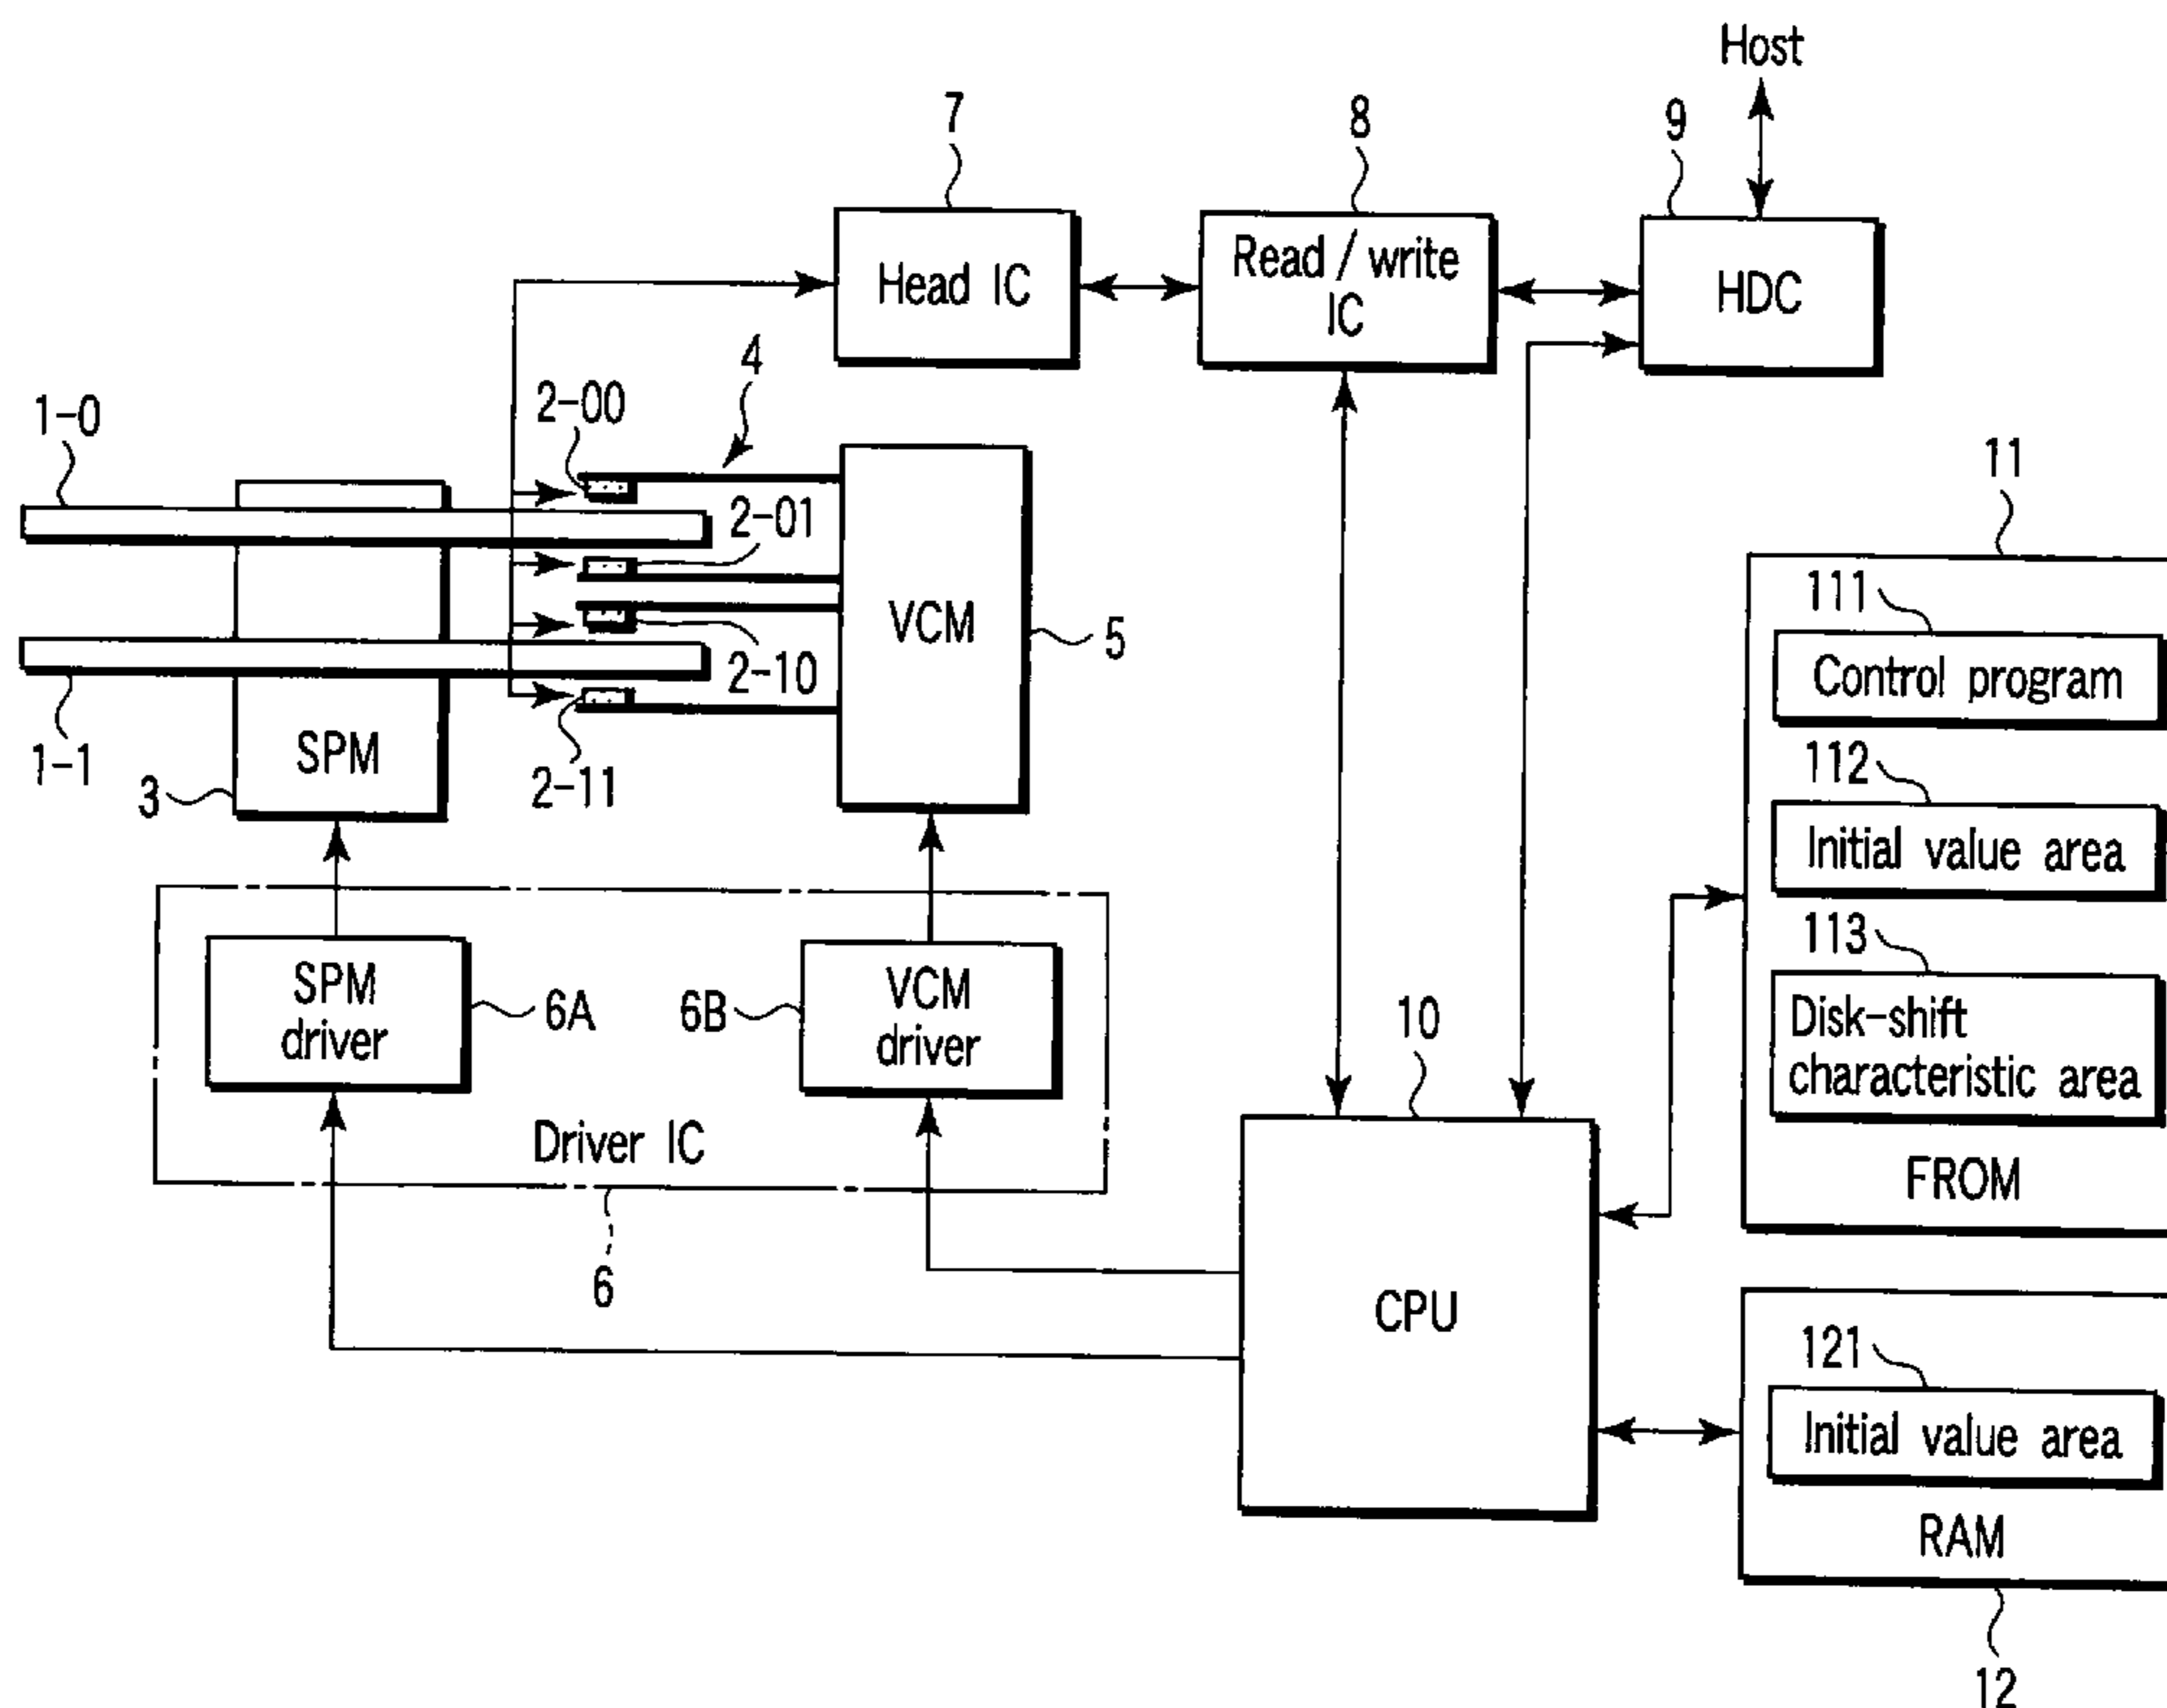 Host
7
8
9
Head IC
Read / write
IC
HDC
4
2-00
1-0
2-01
VCM
5
2-10
1-1
SPM
3
2-11
11
111
Control program
112
Initial value area
113
Disk-shift
characteristic area
FROM
SPM
driver
6A
6B
VCM
driver
10
Driver IC
6
CPU
121
Initial value area
RAM
12